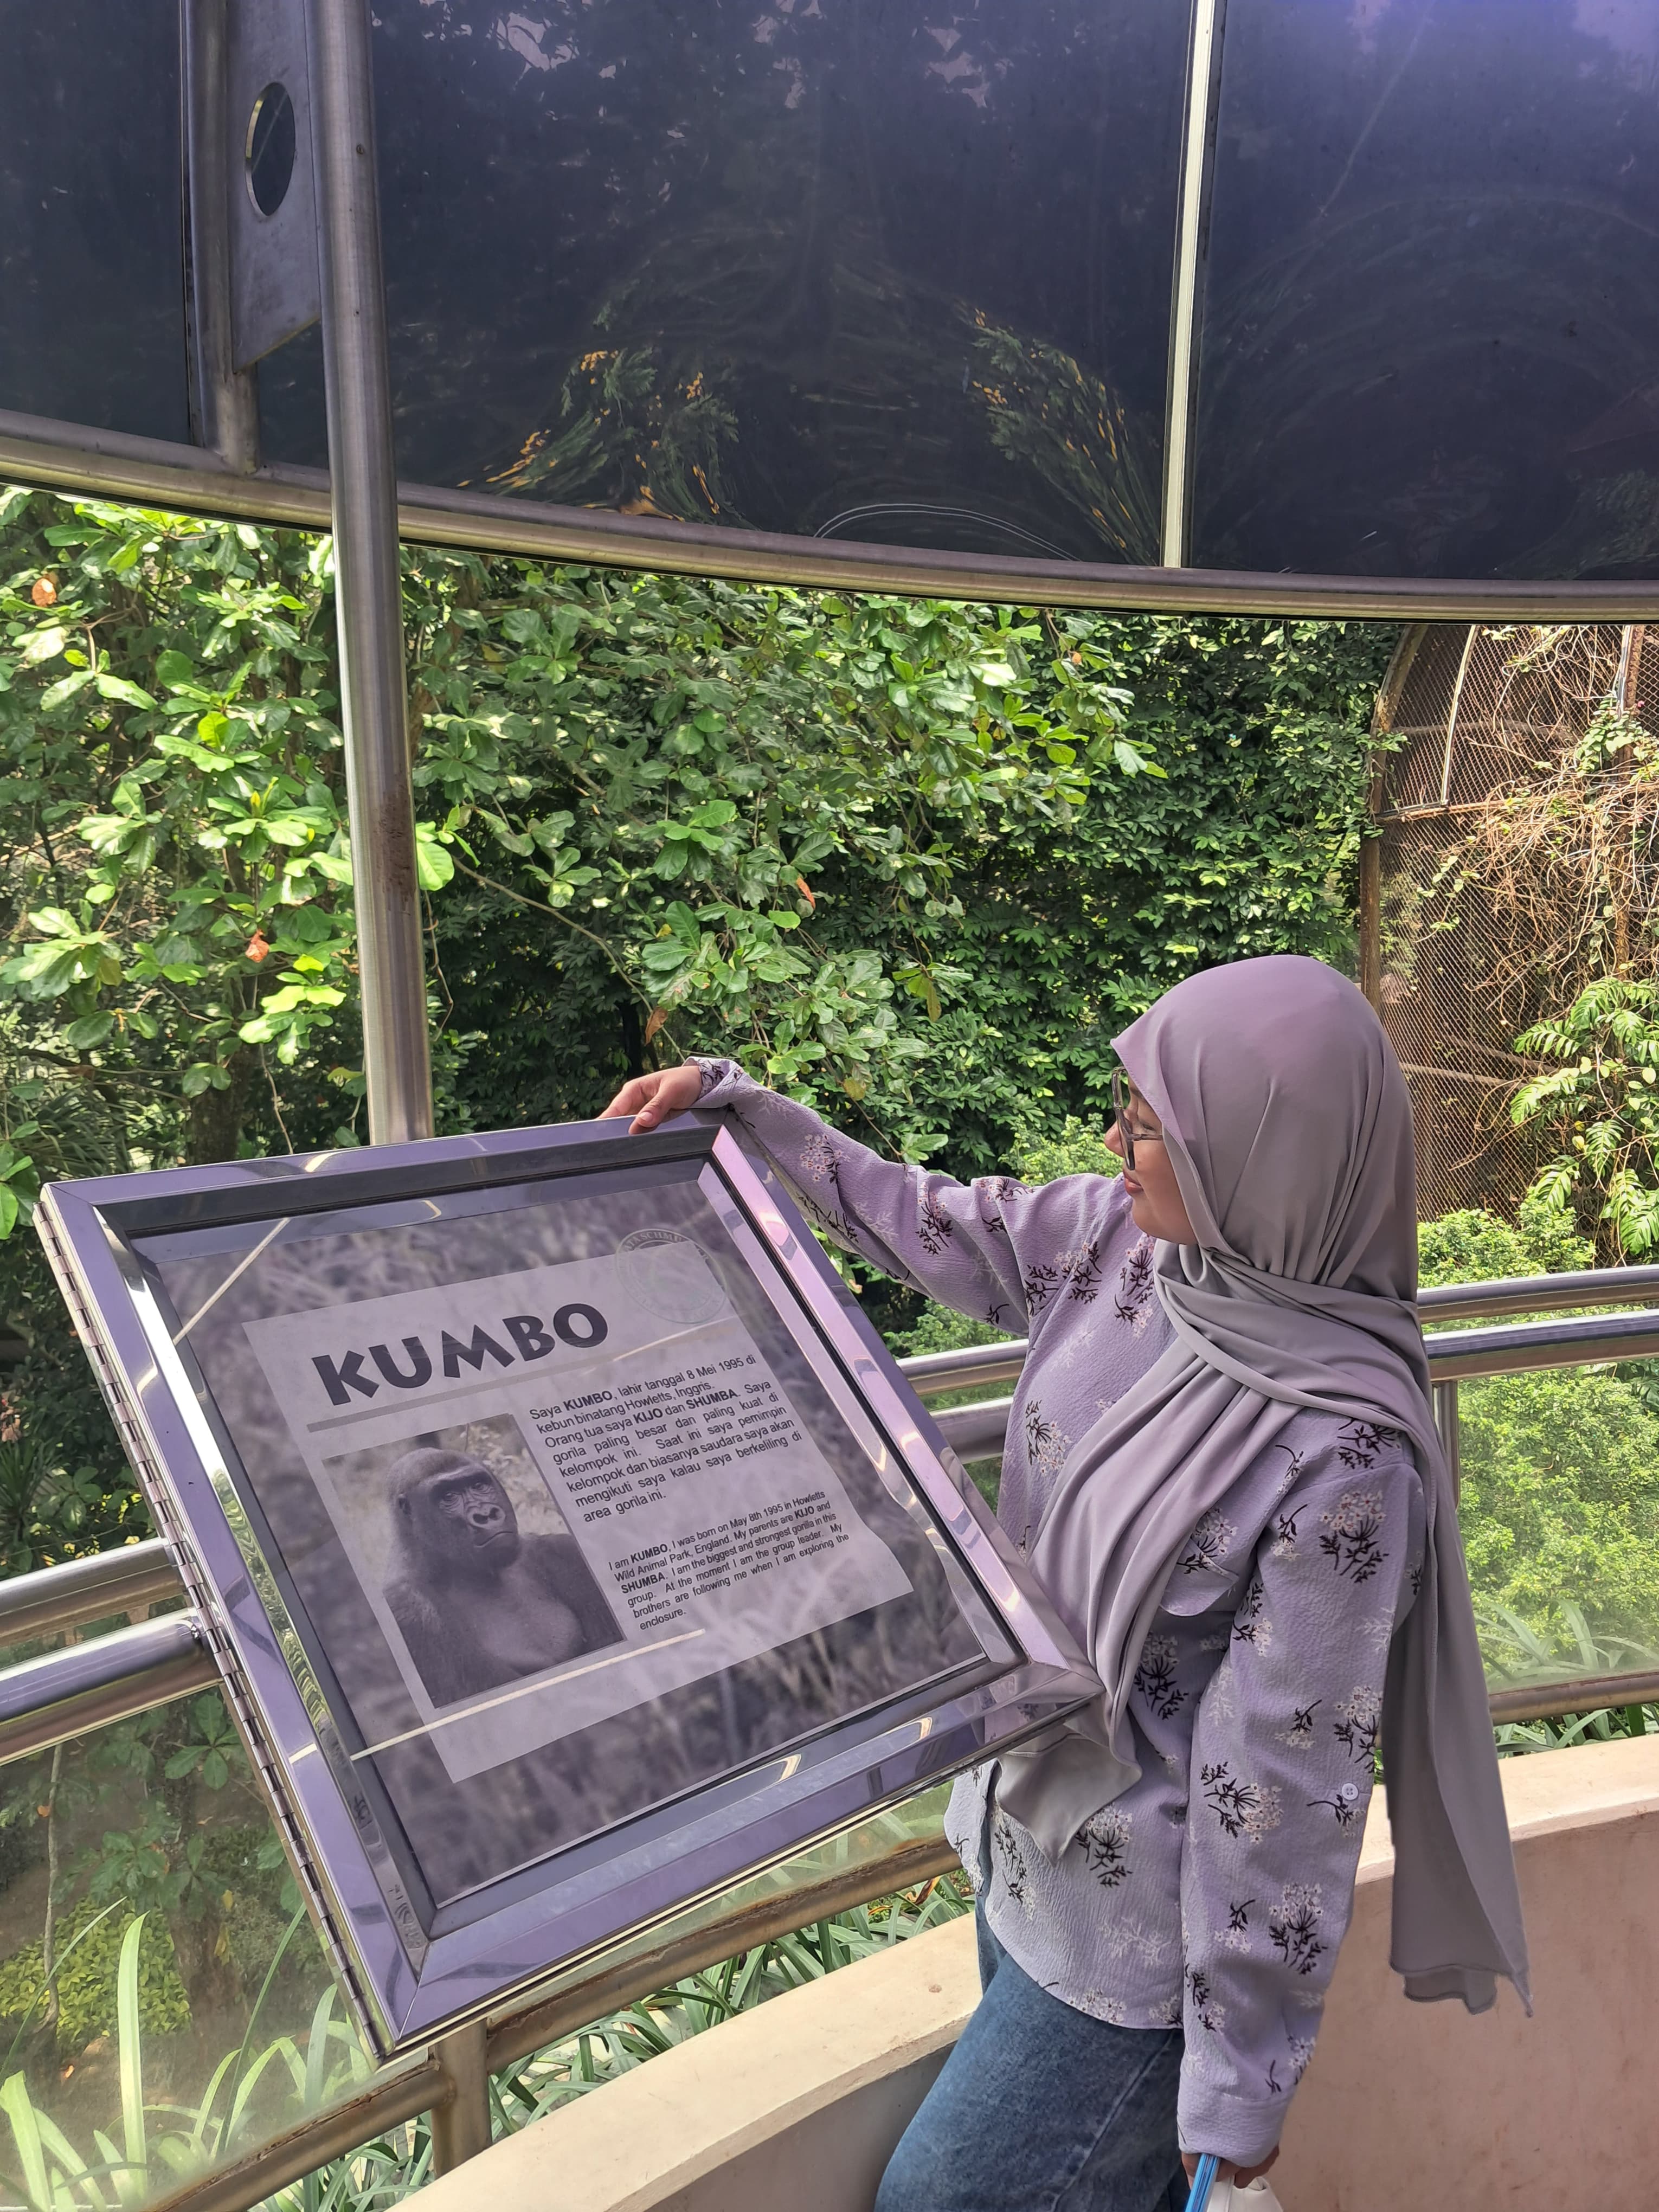 KUMBO
Saya KUMBO, lahir tanggal 8 Mei 1995 di
kebun binatang Howletts, Inggris.
Orang tua saya KIJO dan SHUMBA. Saya
gorila paling besar dan paling kuat di
kelompok ini. Saat ini saya pemimpin
kelompok dan biasanya saudara saya akan
mengikuti saya kalau saya berkeliling di
area gorila ini.
I am KUMBO, I was born on May 8th 1995 in Howletts
Wild Animal Park, England. My parents are KIJO and
SHUMBA. I am the biggest and strongest gorilla in this
group. At the moment I am the group leader. My
brothers are following me when I am exploring the
enclosure.